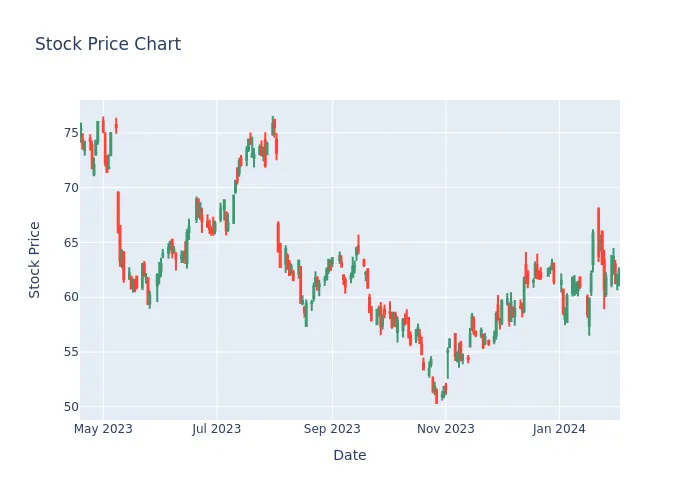 Stock Price Chart
Stock Price
75
70
65
60
55
50
May 2023
Jul 2023
Sep 2023
Nov 2023
Jan 2024
Date